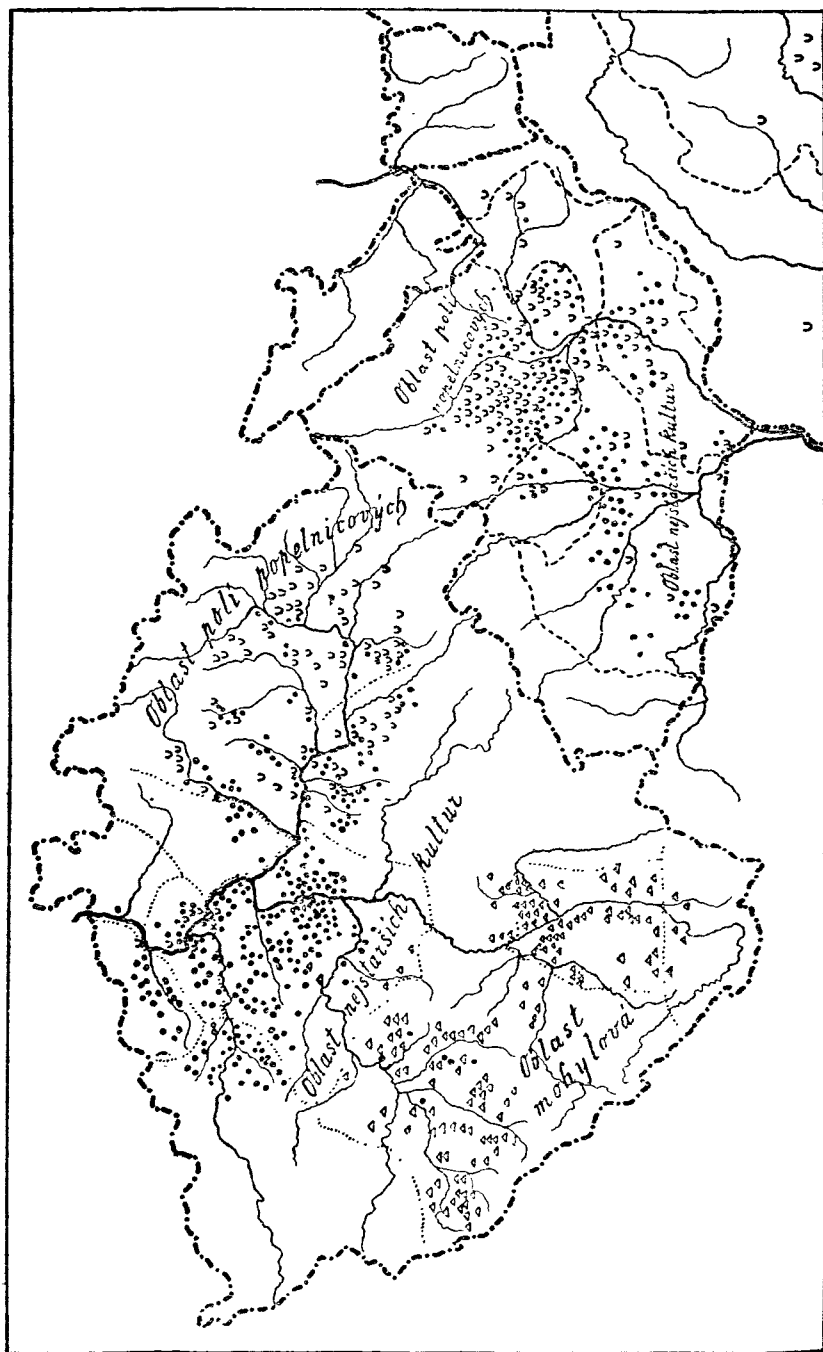 Oblast polí
popelnicových
Oblast nejstarších kultur
Oblast polí popelnicových
Oblast nejstarších kultur
Oblast
mohylová